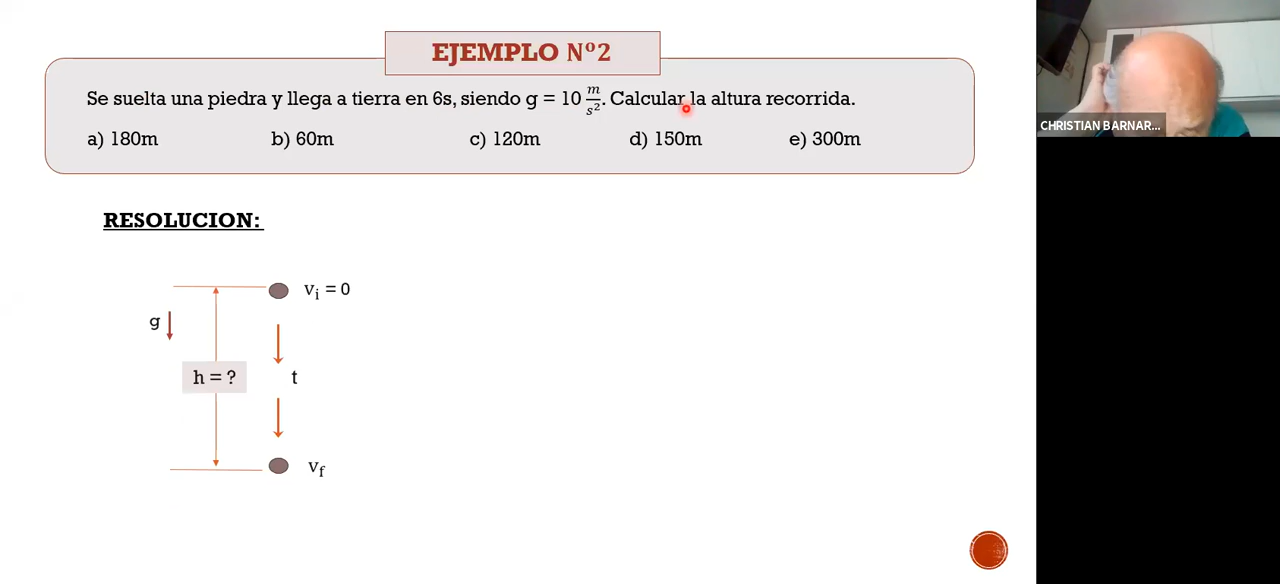 EJEMPLO Nº2
Se suelta una piedra y llega a tierra en 6s, siendo g = 10 m/s². Calcular la altura recorrida.
a) 180m b) 60m c) 120m d) 150m e) 300m
CHRISTIAN BARNAR...
RESOLUCION:
vi = 0
g
h = ?
t
vf